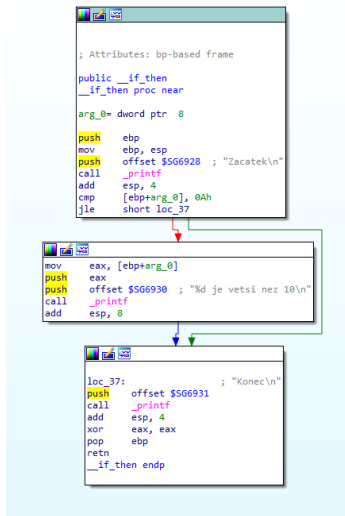 ; Attributes: bp-based frame
public __if_then
__if_then proc near
arg_0= dword ptr  8
push    ebp
mov     ebp, esp
push    offset $SG6928  ; "Zacatek\n"
call    _printf
add     esp, 4
cmp     [ebp+arg_0], 0Ah
jle     short loc_37
mov     eax, [ebp+arg_0]
push    eax
push    offset $SG6930  ; "%d je vetsi nez 10\n"
call    _printf
add     esp, 8
loc_37:                 ; "Konec\n"
push    offset $SG6931
call    _printf
add     esp, 4
xor     eax, eax
pop     ebp
retn
__if_then endp